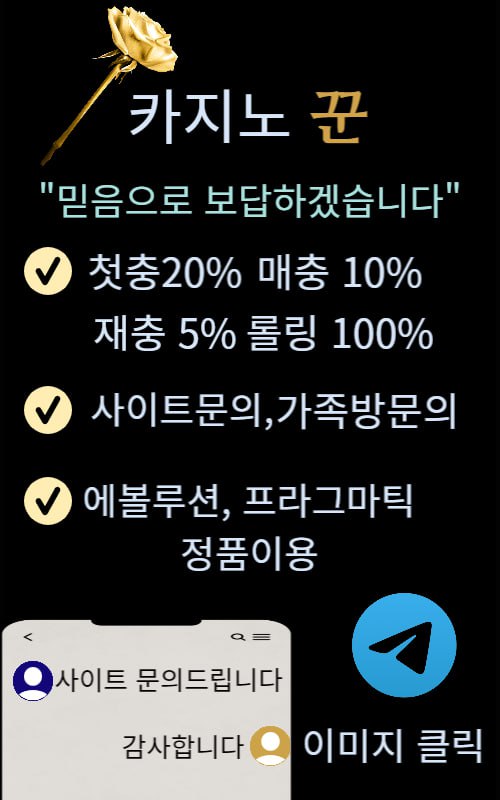 카지노 꾼
"믿음으로 보답하겠습니다"
첫충20% 매충 10%
재충 5% 롤링 100%
사이트문의,가족방문의
에볼루션, 프라그마틱
정품이용
사이트 문의드립니다
감사합니다
이미지 클릭